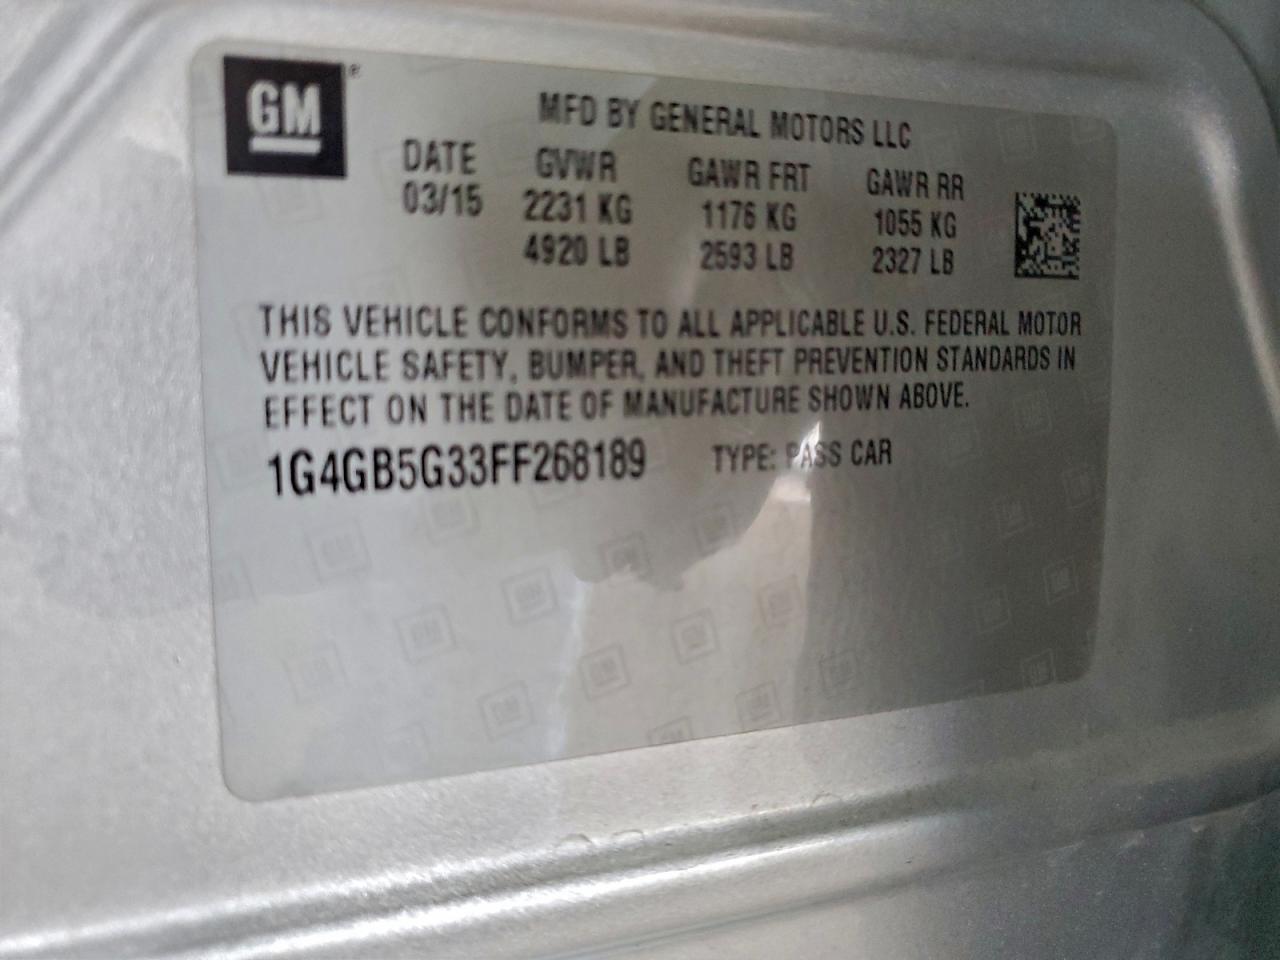 GM
MFD BY GENERAL MOTORS LLC
DATE GVWR GAWR FRT GAWR RR
03/15 2231 KG 1176 KG 1055 KG
4920 LB 2593 LB 2327 LB
THIS VEHICLE CONFORMS TO ALL APPLICABLE U.S. FEDERAL MOTOR
VEHICLE SAFETY, BUMPER, AND THEFT PREVENTION STANDARDS IN
EFFECT ON THE DATE OF MANUFACTURE SHOWN ABOVE.
1G4GB5G33FF268189 TYPE: PASS CAR